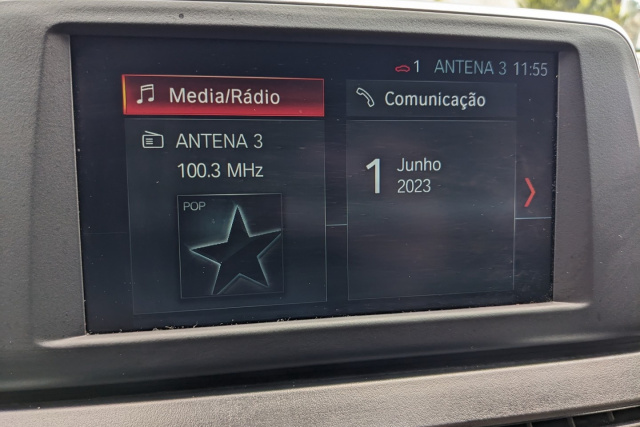 1 ANTENA 3 11:55
Media/Rádio
ANTENA 3
100.3 MHz
POP
Comunicação
1 Junho
2023